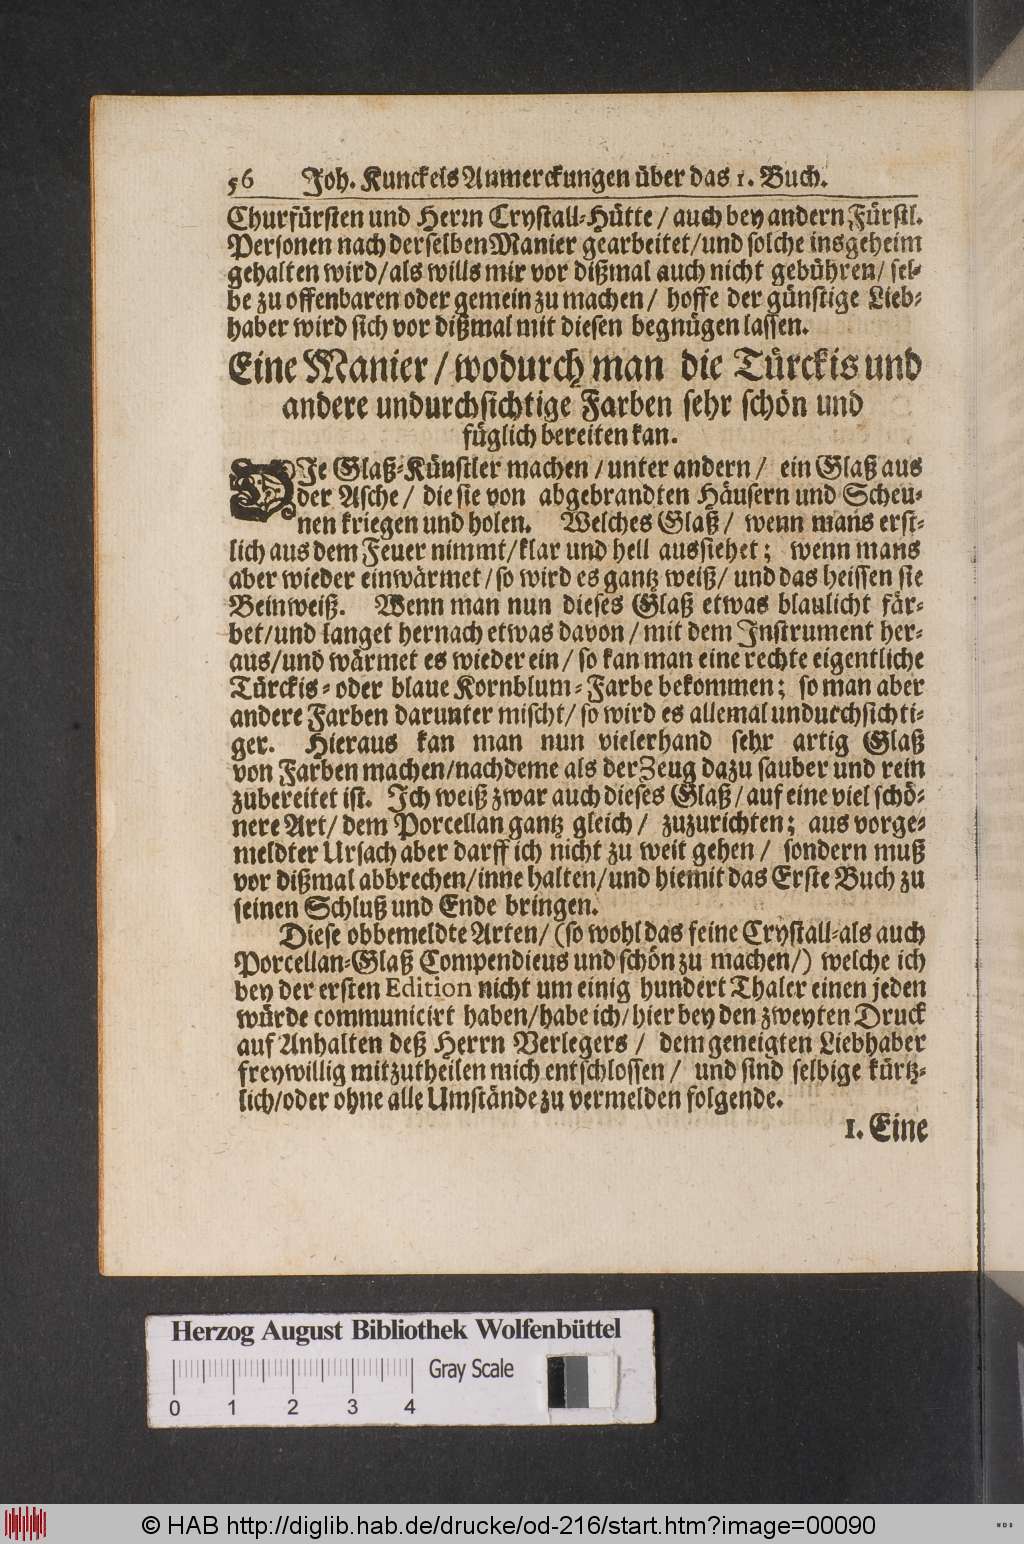 56 Joh. Kunckels Anmerckungen über das 1. Buch.
Churfürsten und Herrn Crystall-Hütte / auch bey andern Fürstl.
Personen nach derselben Manier gearbeitet/und solche insgeheim
gehalten wird/als wills mir vor dißmal auch nicht gebühren/ sel-
be zu offenbaren oder gemein zu machen / hoffe der günstige Lieb-
haber wird sich vor dißmal mit diesen begnügen lassen.
Eine Manier / wodurch man die Türckis und
andere undurchsichtige Farben sehr schön und
füglich bereiten kan.
DIe Glaß-Künstler machen / unter andern / ein Glaß aus
der Asche / die sie von abgebrandten Häusern und Scheu-
nen kriegen und holen. Welches Glaß / wenn mans erst-
lich aus dem Feuer nimmt/klar und hell aussiehet; wenn mans
aber wieder einwärmet / so wird es gantz weiß / und das heissen sie
Beinweiß. Wenn man nun dieses Glaß etwas blaulicht fär-
bet/und langet hernach etwas davon / mit dem Instrument her-
aus/und wärmet es wieder ein / so kan man eine rechte eigentliche
Türckis- oder blaue Kornblum-Farbe bekommen; so man aber
andere Farben darunter mischt/ so wird es allemal undurchsichti-
ger. Hieraus kan man nun vielerhand sehr artig Glaß
von Farben machen/nachdeme als der Zeug dazu sauber und rein
zubereitet ist. Ich weiß zwar auch dieses Glaß / auf eine viel schö-
nere Art/ dem Porcellan gantz gleich / zuzurichten; aus vorge-
meldter Ursach aber darff ich nicht zu weit gehen / sondern muß
vor dißmal abbrechen/inne halten/und hiemit das Erste Buch zu
seinen Schluß und Ende bringen.
Diese obbemeldte Arten/ (so wohl das feine Crystall-als auch
Porcellan-Glaß Compendieus und schön zu machen/) welche ich
bey der ersten Edition nicht um einig hundert Thaler einen jeden
würde communicirt haben/habe ich/hier bey den zweyten Druck
auf Anhalten deß Herrn Verlegers / dem geneigten Liebhaber
freywillig mitzutheilen mich entschlossen / und sind selbige kürtz-
lich/oder ohne alle Umstände zu vermelden folgende.
1. Eine
Herzog August Bibliothek Wolfenbüttel
Gray Scale
0 1 2 3 4
© HAB http://diglib.hab.de/drucke/od-216/start.htm?image=00090